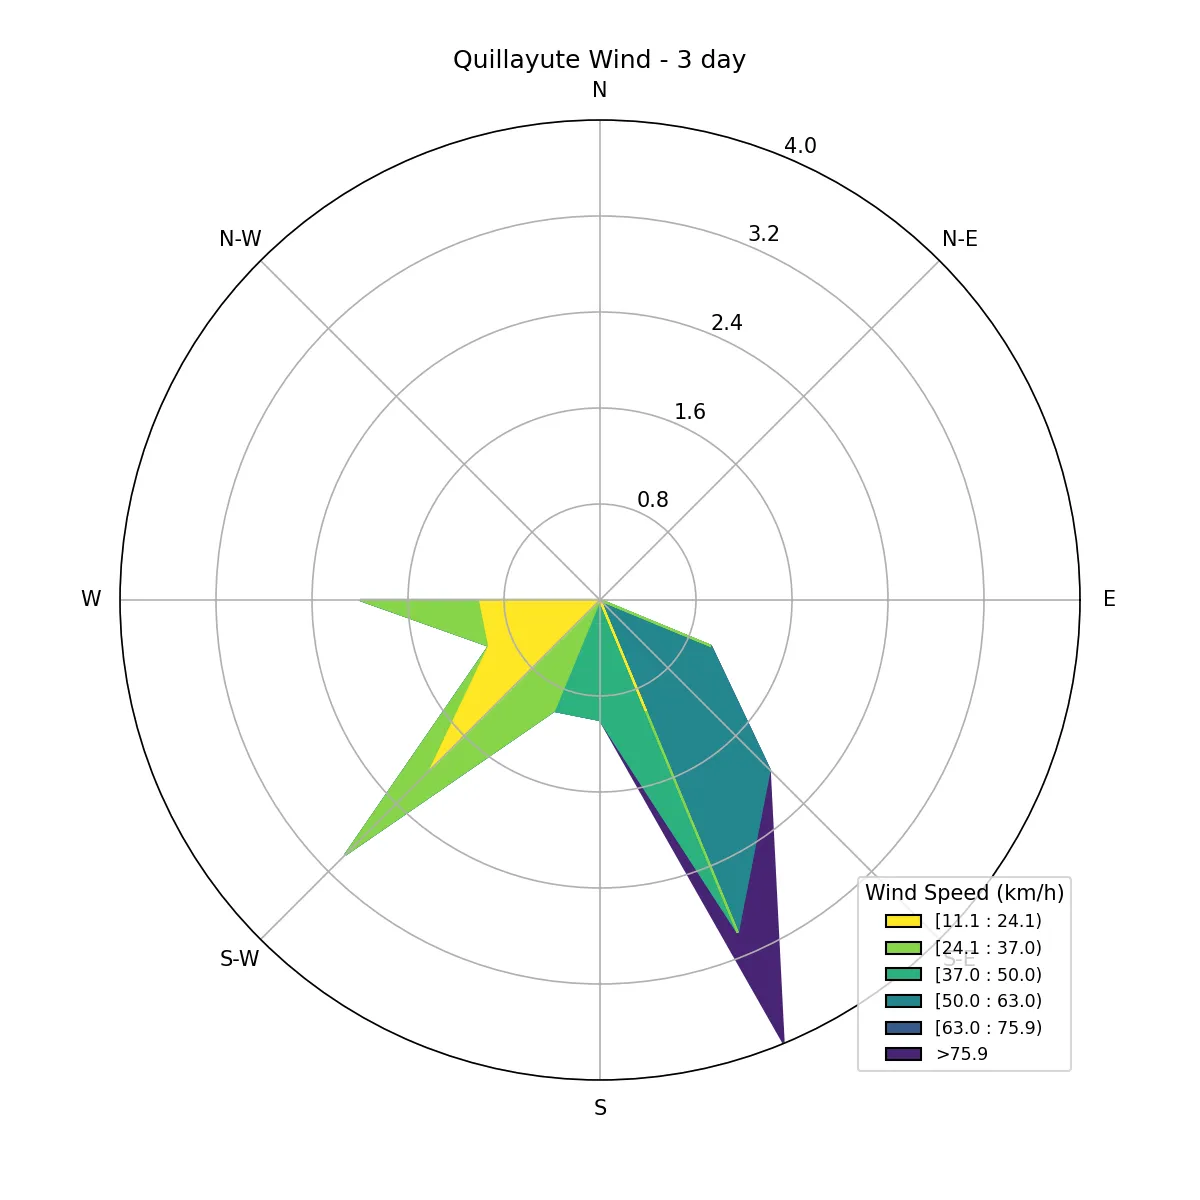 Quillayute Wind - 3 day
N
4.0
3.2
N-W
N-E
2.4
1.6
0.8
W
E
Wind Speed (km/h)
[11.1 : 24.1)
[24.1 : 37.0)
S-W
S-E
[37.0 : 50.0)
[50.0 : 63.0)
[63.0 : 75.9)
>75.9
S